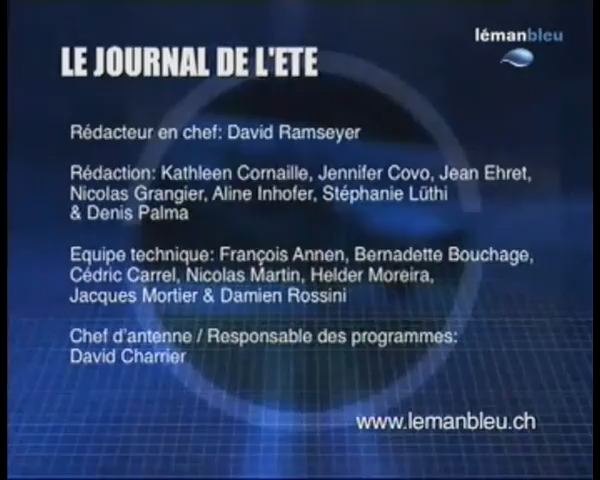 lémanbleu
LE JOURNAL DE L'ETE
Rédacteur en chef: David Ramseyer
Rédaction: Kathleen Cornaille, Jennifer Covo, Jean Ehret,
Nicolas Grangier, Aline Inhofer, Stéphanie Lüthi
& Denis Palma
Equipe technique: François Annen, Bernadette Bouchage,
Cédric Carrel, Nicolas Martin, Helder Moreira,
Jacques Mortier & Damien Rossini
Chef d'antenne / Responsable des programmes:
David Charrier
www.lemanbleu.ch